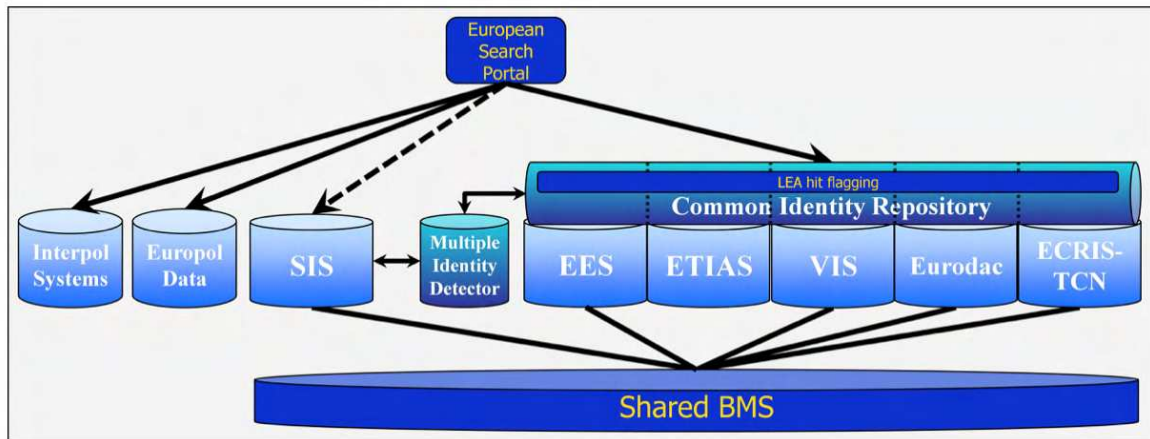 European
Search
Portal
LEA hit flagging
Common Identity Repository
Interpol
Systems
Europol
Data
SIS
Multiple
Identity
Detector
EES
ETIAS
VIS
Eurodac
ECRIS-
TCN
Shared BMS